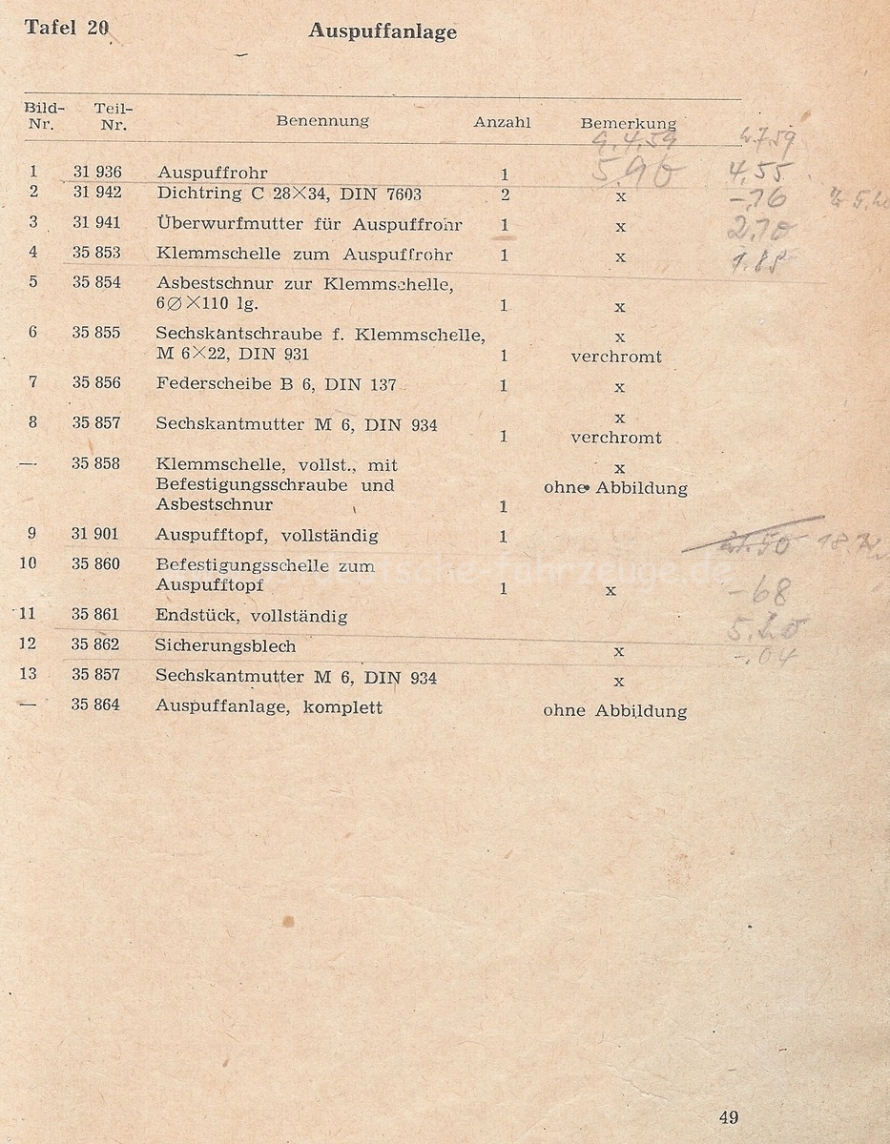 Tafel 20 Auspuffanlage
Bild- Teil-
Nr. Nr. Benennung Anzahl Bemerkung
9.4.59 4.7.59
1 31 936 Auspuffrohr 1 5,90 4.55
2 31 942 Dichtring C 28×34, DIN 7603 2 x -.76
3 31 941 Überwurfmutter für Auspuffrohr 1 x 2.70
4 35 853 Klemmschelle zum Auspuffrohr 1 x 1.85
5 35 854 Asbestschnur zur Klemmschelle,
6∅×110 lg. 1 x
6 35 855 Sechskantschraube f. Klemmschelle, x
M 6×22, DIN 931 1 verchromt
7 35 856 Federscheibe B 6, DIN 137 1 x
x
8 35 857 Sechskantmutter M 6, DIN 934
1 verchromt
— 35 858 Klemmschelle, vollst., mit x
Befestigungsschraube und ohne Abbildung
Asbestschnur 1
9 31 901 Auspufftopf, vollständig 1
10 35 860 Befestigungsschelle zum
Auspufftopf 1 x -68
11 35 861 Endstück, vollständig
12 35 862 Sicherungsblech x -.04
13 35 857 Sechskantmutter M 6, DIN 934 x
— 35 864 Auspuffanlage, komplett ohne Abbildung
49